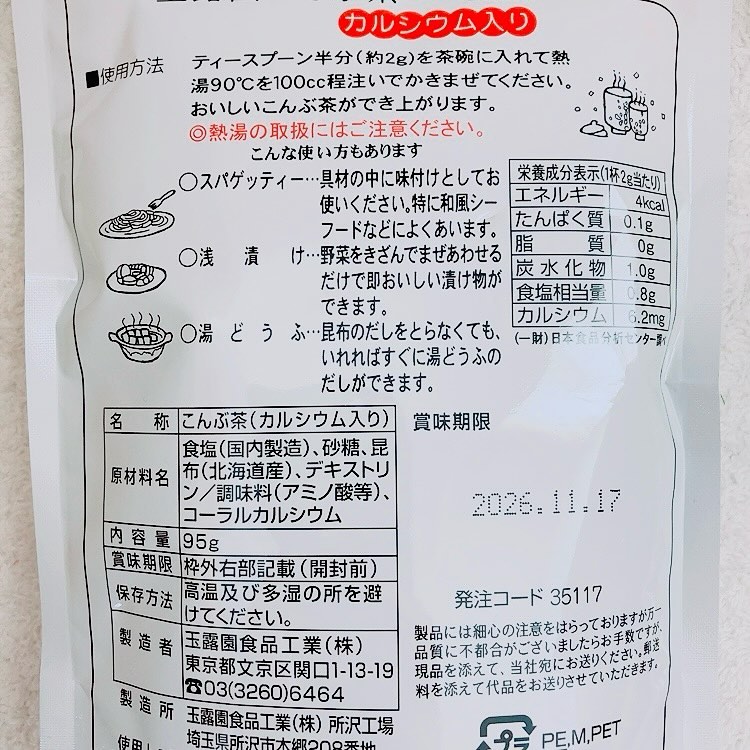 カルシウム入り
■使用方法
ティースプーン半分(約2g)を茶碗に入れて熱
湯90℃を100cc程注いでかきまぜてください。
おいしいこんぶ茶ができ上がります。
◎熱湯の取扱にはご注意ください。
こんな使い方もあります
○スパゲッティー…具材の中に味付けとしてお
使いください。特に和風シー
フードなどによくあいます。
○浅漬け…野菜をきざんでまぜあわせる
だけで即おいしい漬け物が
できます。
○湯どうふ…昆布のだしをとらなくても、
いれればすぐに湯どうふの
だしができます。
栄養成分表示(1杯2g当たり)
エネルギー 4kcal
たんぱく質 0.1g
脂質 0g
炭水化物 1.0g
食塩相当量 0.8g
カルシウム 6.2mg
(一財)日本食品分析センター調べ
名称 こんぶ茶(カルシウム入り)
原材料名 食塩(国内製造)、砂糖、昆
布(北海道産)、デキストリ
ン/調味料(アミノ酸等)、
コーラルカルシウム
内容量 95g
賞味期限 枠外右部記載(開封前)
保存方法 高温及び多湿の所を避
けてください。
製造者 玉露園食品工業(株)
東京都文京区関口1-13-19
☎03(3260)6464
製造所 玉露園食品工業(株) 所沢工場
埼玉県所沢市本郷208番地
賞味期限
2026.11.17
発注コード 35117
製品には細心の注意をはらっておりますが万一
品質に不都合がございましたらお手数ですが、
現品を添えて、当社宛にお送りください。郵送
料を添えて代品をお送りさせていただきます。
プラ
PE,M,PET